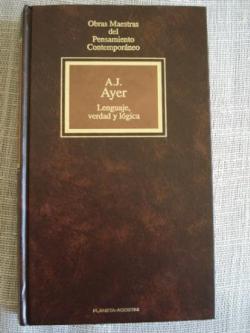 Obras Maestras
del
Pensamiento
Contemporáneo
A.J.
Ayer
Lenguaje,
verdad y lógica
PLANETA-AGOSTINI